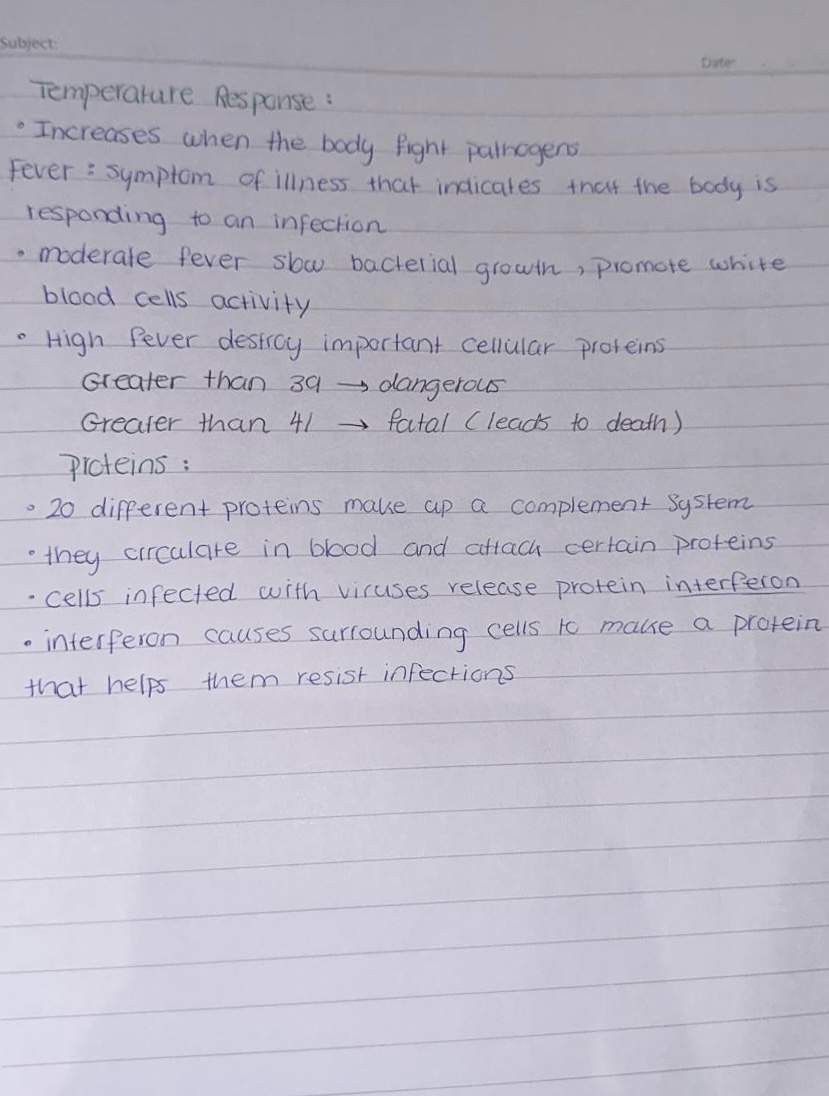 Subject:
Date:
Temperature Response :
• Increases when the body fight pathogens
Fever : symptom of illness that indicates that the body is
responding to an infection
• moderate fever slow bacterial growth , promote white
blood cells activity
• High fever destroy important cellular proteins
Greater than 39 → dangerous
Greater than 41 → fatal (leads to death)
Proteins :
• 20 different proteins make up a complement system
• they circulate in blood and attack certain proteins
• cells infected with viruses release protein interferon
• interferon causes surrounding cells to make a protein
that helps them resist infections